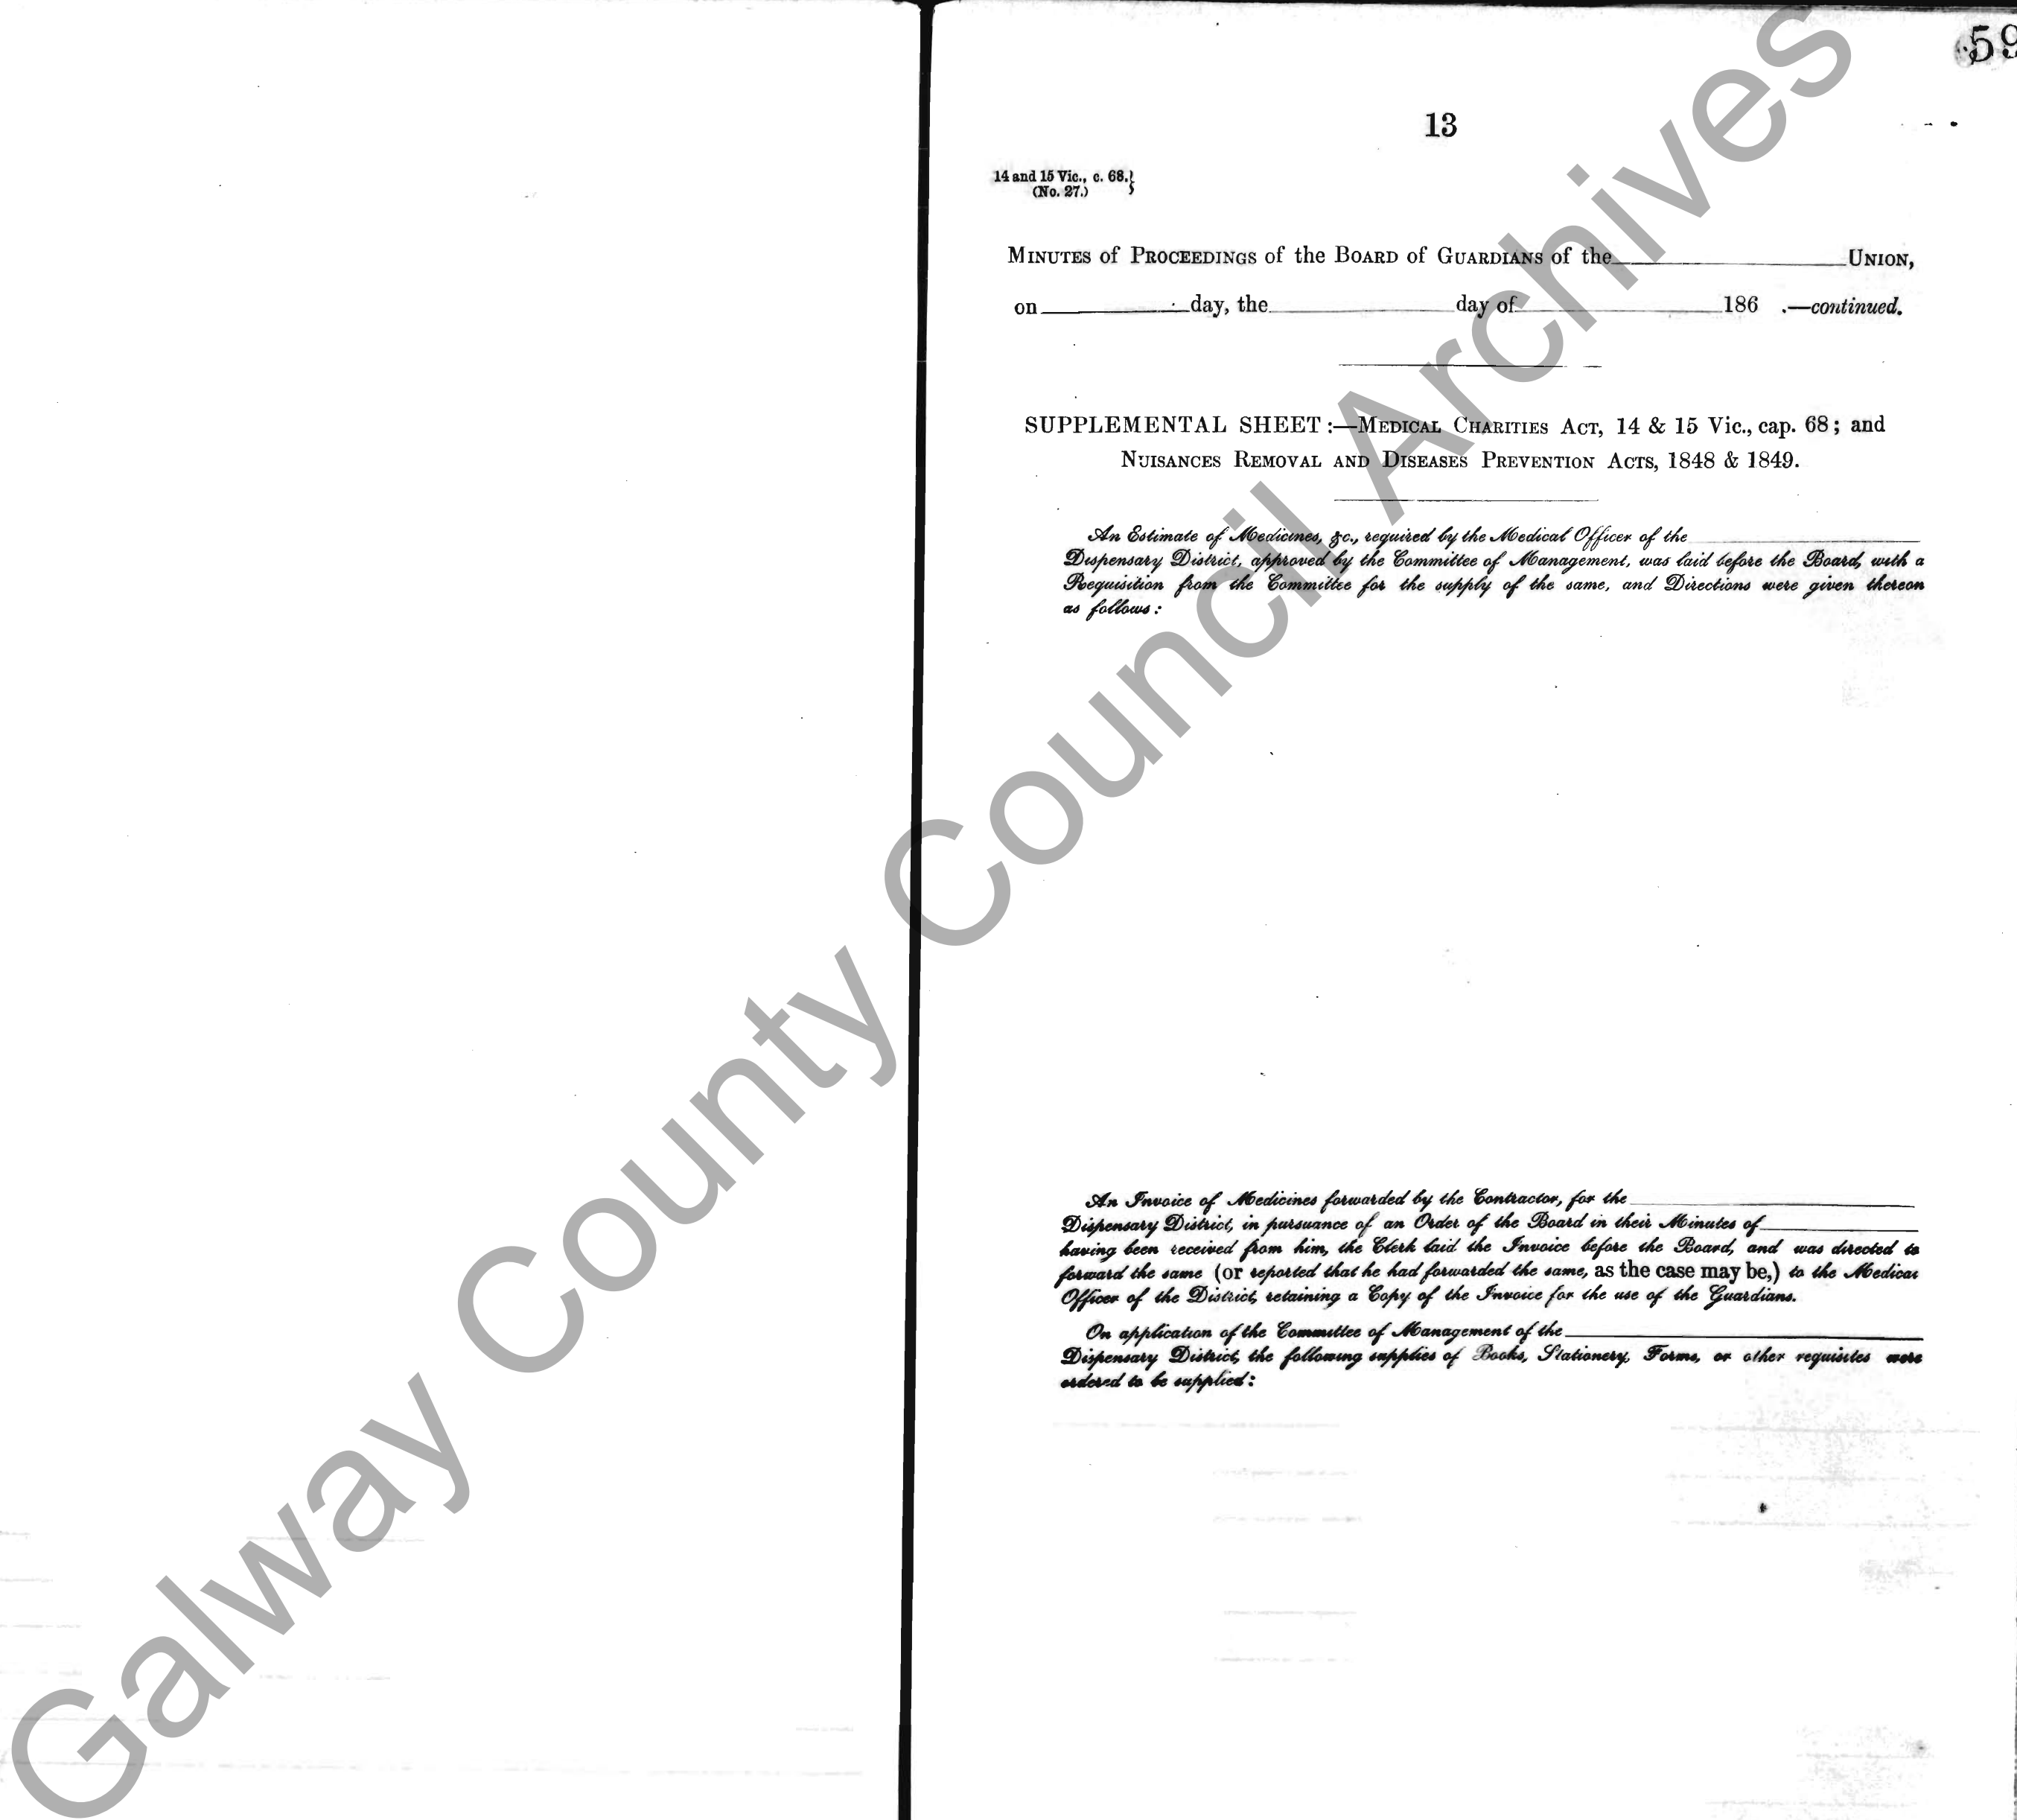 59
13
14 and 15 Vic., c. 68.}
(No. 27.)
MINUTES of PROCEEDINGS of the BOARD of GUARDIANS of the UNION,
on day, the day of 186 .—continued.
SUPPLEMENTAL SHEET:—MEDICAL CHARITIES ACT, 14 & 15 Vic., cap. 68; and
NUISANCES REMOVAL AND DISEASES PREVENTION ACTS, 1848 & 1849.
An Estimate of Medicines, &c., required by the Medical Officer of the
Dispensary District, approved by the Committee of Management, was laid before the Board, with a
Requisition from the Committee for the supply of the same, and Directions were given thereon
as follows:
An Invoice of Medicines forwarded by the Contractor, for the
Dispensary District, in pursuance of an Order of the Board in their Minutes of
having been received from him, the Clerk laid the Invoice before the Board, and was directed to
forward the same (or reported that he had forwarded the same, as the case may be,) to the Medical
Officer of the District, retaining a Copy of the Invoice for the use of the Guardians.
On application of the Committee of Management of the
Dispensary District, the following supplies of Books, Stationery, Forms, or other requisites were
ordered to be supplied:
Galway County Council Archives